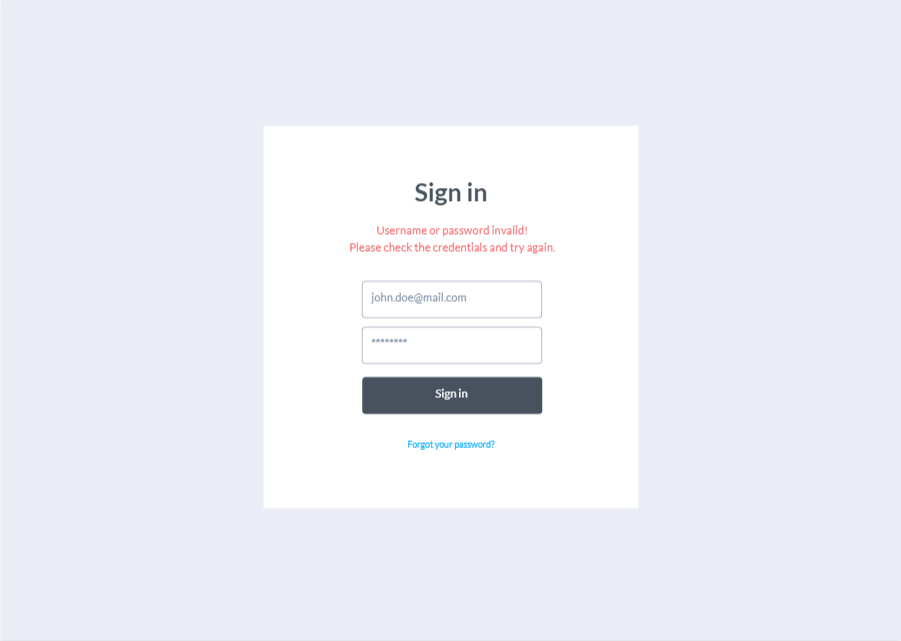 Sign in
Username or password invalid!
Please check the credentials and try again.
john.doe@mail.com
********
Sign in
Forgot your password?